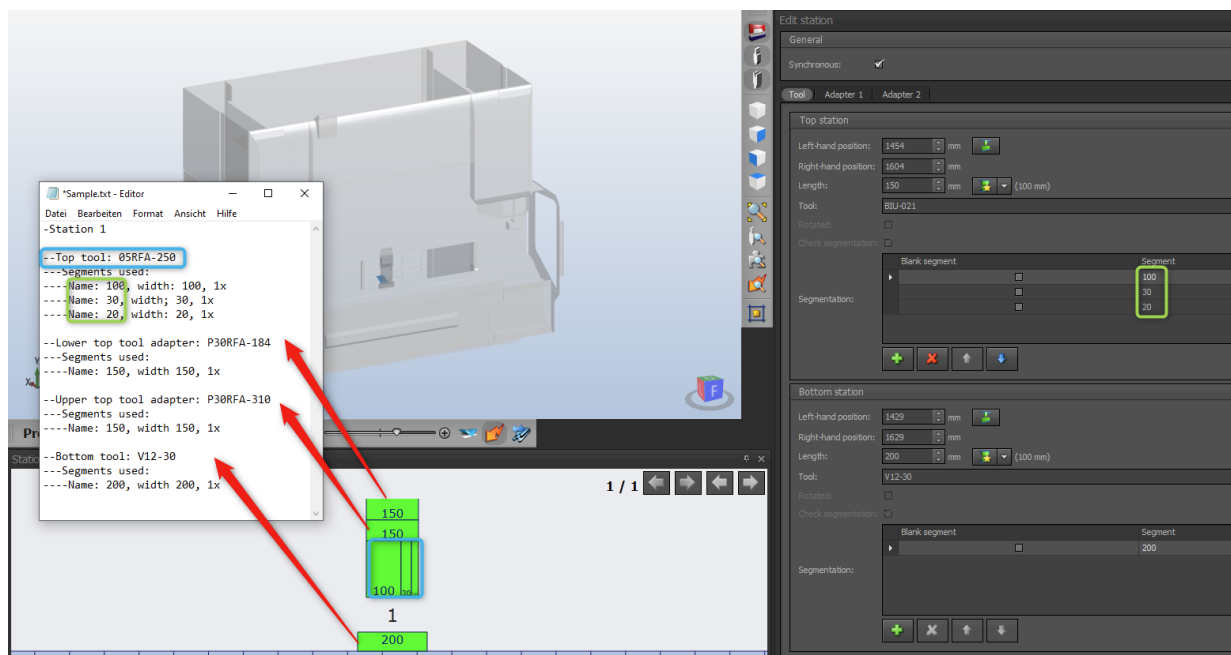 *Sample.txt - Editor
Datei Bearbeiten Format Ansicht Hilfe
-Station 1
--Top tool: 05RFA-250
---Segments used:
----Name: 100, width: 100, 1x
----Name: 30, width; 30, 1x
----Name: 20, width: 20, 1x
--Lower top tool adapter: P30RFA-184
---Segments used:
----Name: 150, width 150, 1x
--Upper top tool adapter: P30RFA-310
---Segments used:
----Name: 150, width 150, 1x
--Bottom tool: V12-30
---Segments used:
----Name: 200, width 200, 1x
Y
X
F
Pr
Static
1 / 1
150
150
100 30
1
200
Edit station
General
Synchronous:
Tool Adapter 1 Adapter 2
Top station
Left-hand position: 1454 mm
Right-hand position: 1604 mm
Length: 150 mm (100 mm)
Tool: BIU-021
Rotated:
Check segmentation:
Blank segment Segment
100
30
20
Segmentation:
Bottom station
Left-hand position: 1429 mm
Right-hand position: 1629 mm
Length: 200 mm (100 mm)
Tool: V12-30
Rotated:
Check segmentation:
Blank segment Segment
200
Segmentation: